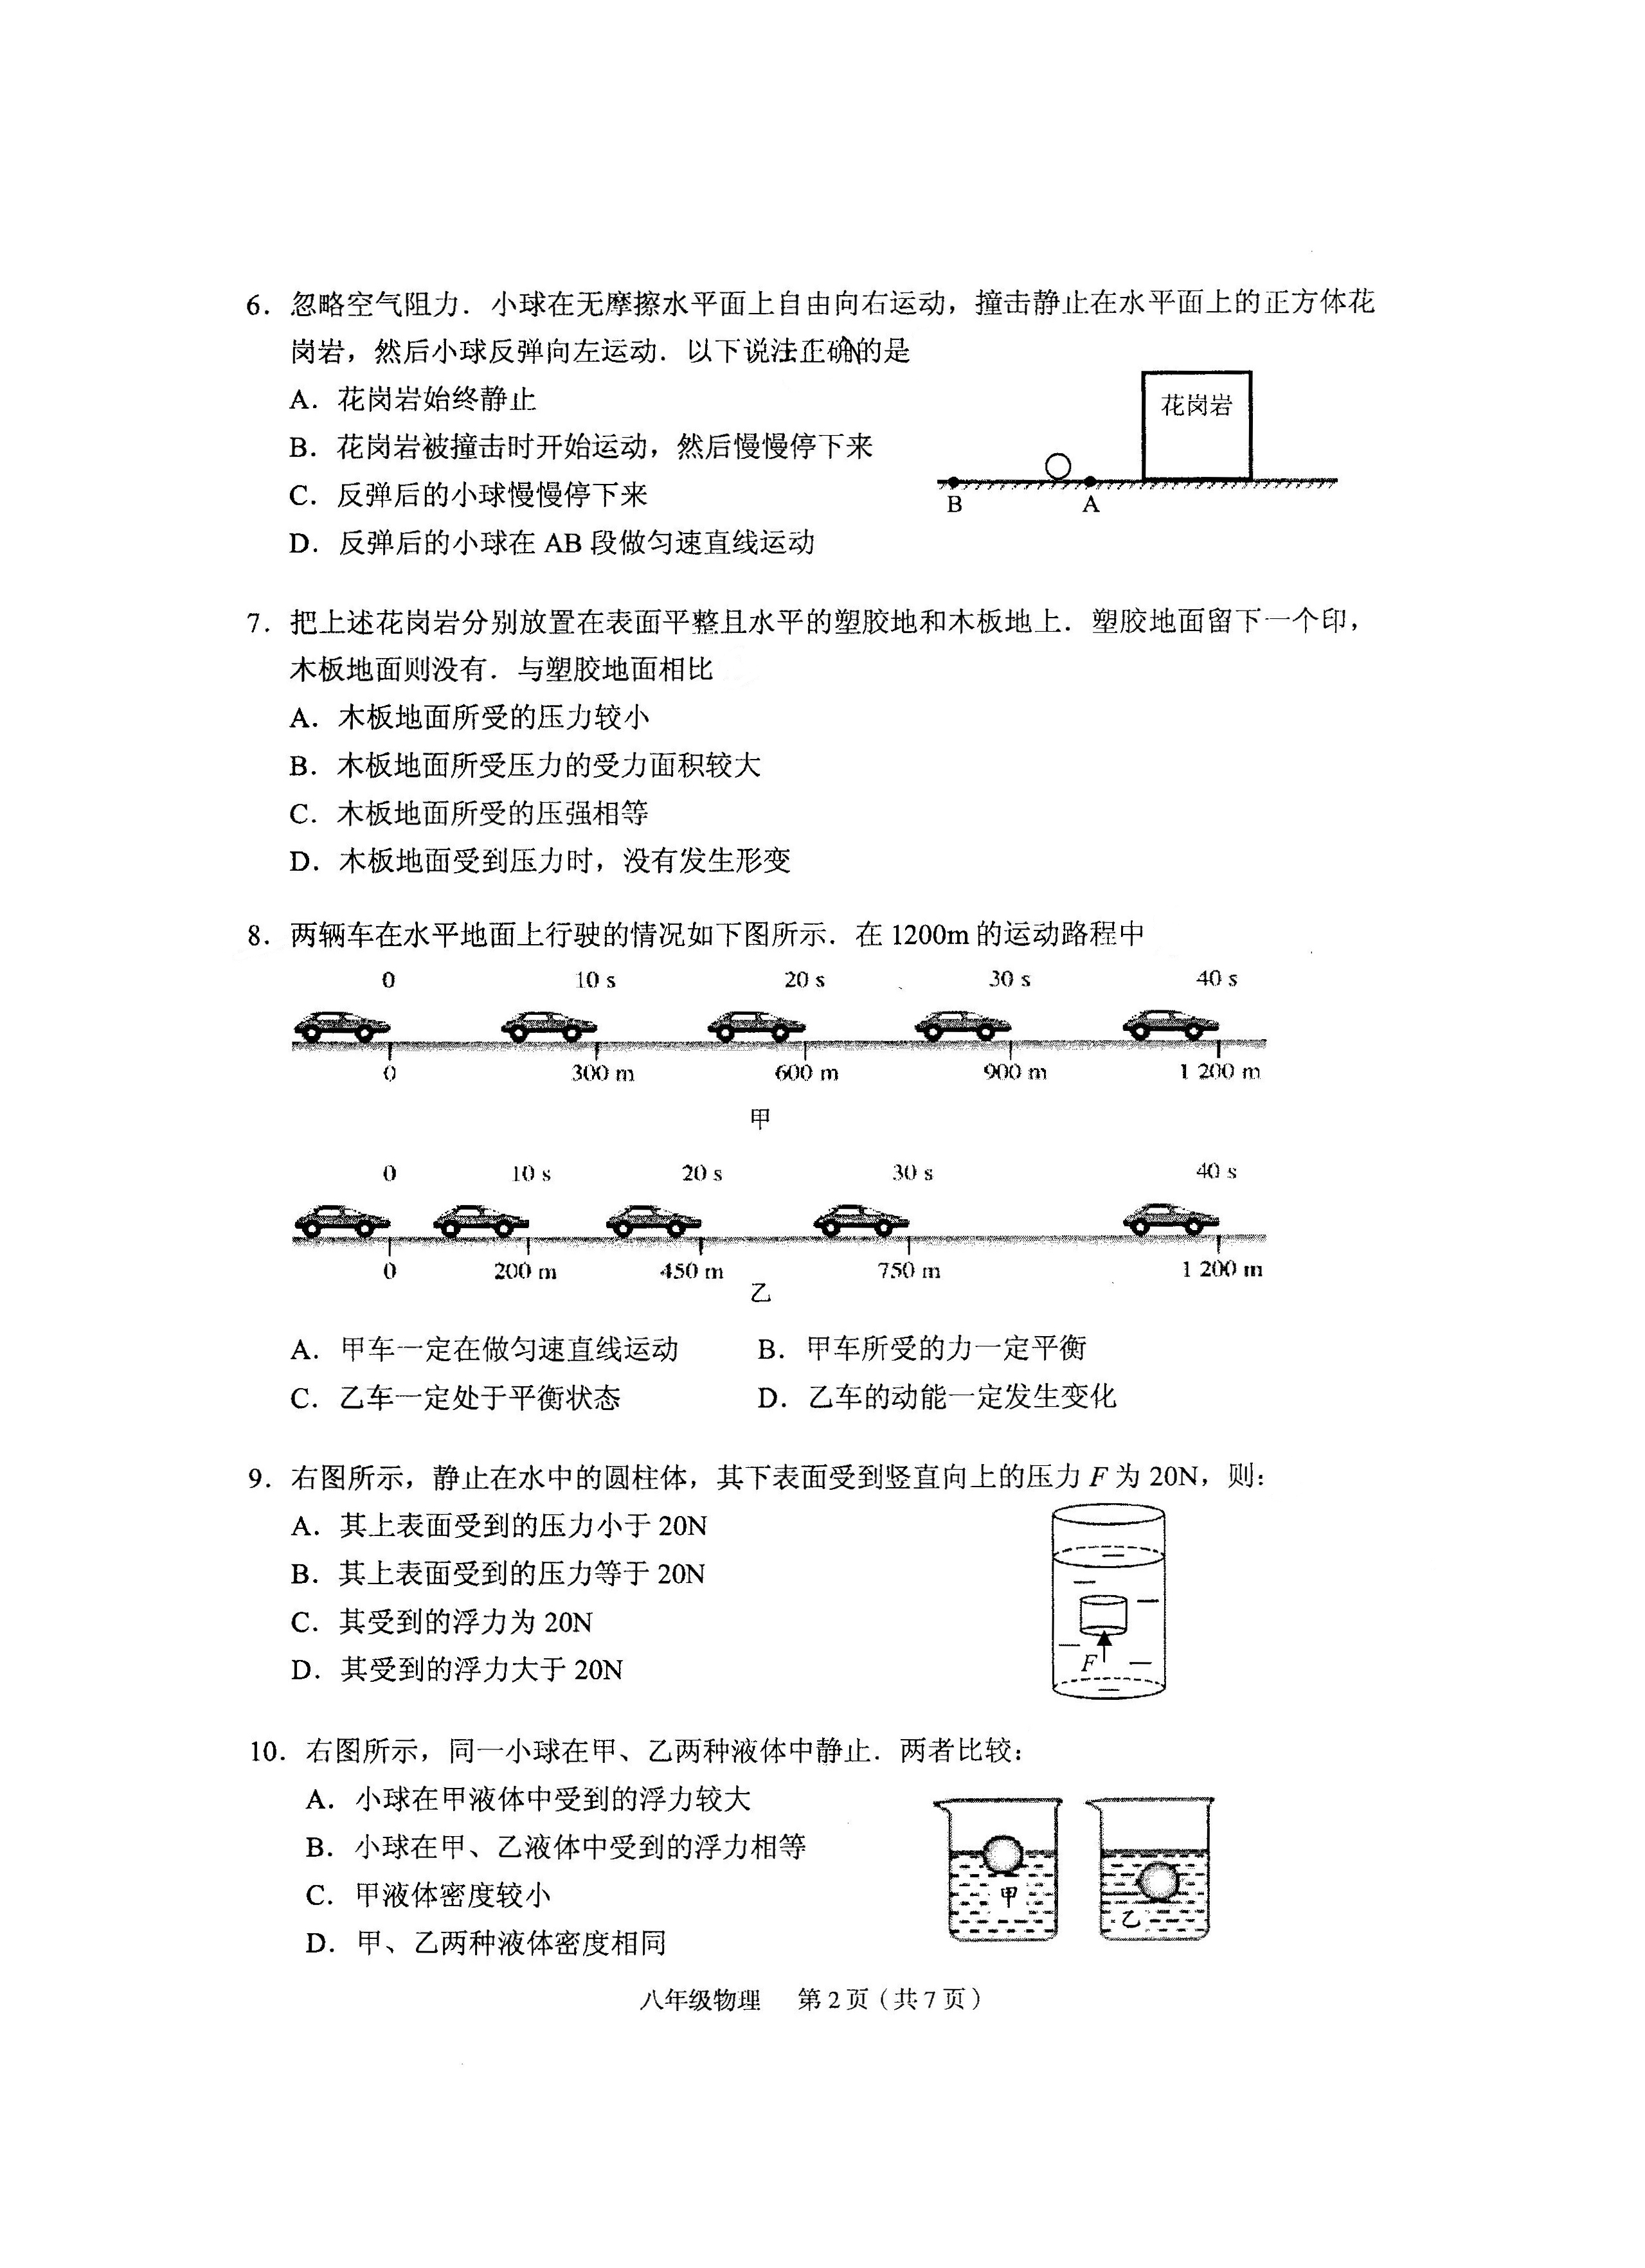 6．忽略空气阻力．小球在无摩擦水平面上自由向右运动，撞击静止在水平面上的正方体花
岗岩，然后小球反弹向左运动．以下说法正确的是
A．花岗岩始终静止
花岗岩
B．花岗岩被撞击时开始运动，然后慢慢停下来
C．反弹后的小球慢慢停下来
B A
D．反弹后的小球在 AB 段做匀速直线运动
7．把上述花岗岩分别放置在表面平整且水平的塑胶地和木板地上．塑胶地面留下一个印，
木板地面则没有．与塑胶地面相比
A．木板地面所受的压力较小
B．木板地面所受压力的受力面积较大
C．木板地面所受的压强相等
D．木板地面受到压力时，没有发生形变
8．两辆车在水平地面上行驶的情况如下图所示．在 1200m 的运动路程中
0 10 s 20 s 30 s 40 s
0 300 m 600 m 900 m 1 200 m
甲
0 10 s 20 s 30 s 40 s
0 200 m 450 m 750 m 1 200 m
乙
A．甲车一定在做匀速直线运动 B．甲车所受的力一定平衡
C．乙车一定处于平衡状态 D．乙车的动能一定发生变化
9．右图所示，静止在水中的圆柱体，其下表面受到竖直向上的压力 F 为 20N，则：
A．其上表面受到的压力小于 20N
B．其上表面受到的压力等于 20N
C．其受到的浮力为 20N
D．其受到的浮力大于 20N
F
10．右图所示，同一小球在甲、乙两种液体中静止．两者比较：
A．小球在甲液体中受到的浮力较大
B．小球在甲、乙液体中受到的浮力相等
C．甲液体密度较小
甲
乙
D．甲、乙两种液体密度相同
八年级物理 第 2 页（共 7 页）